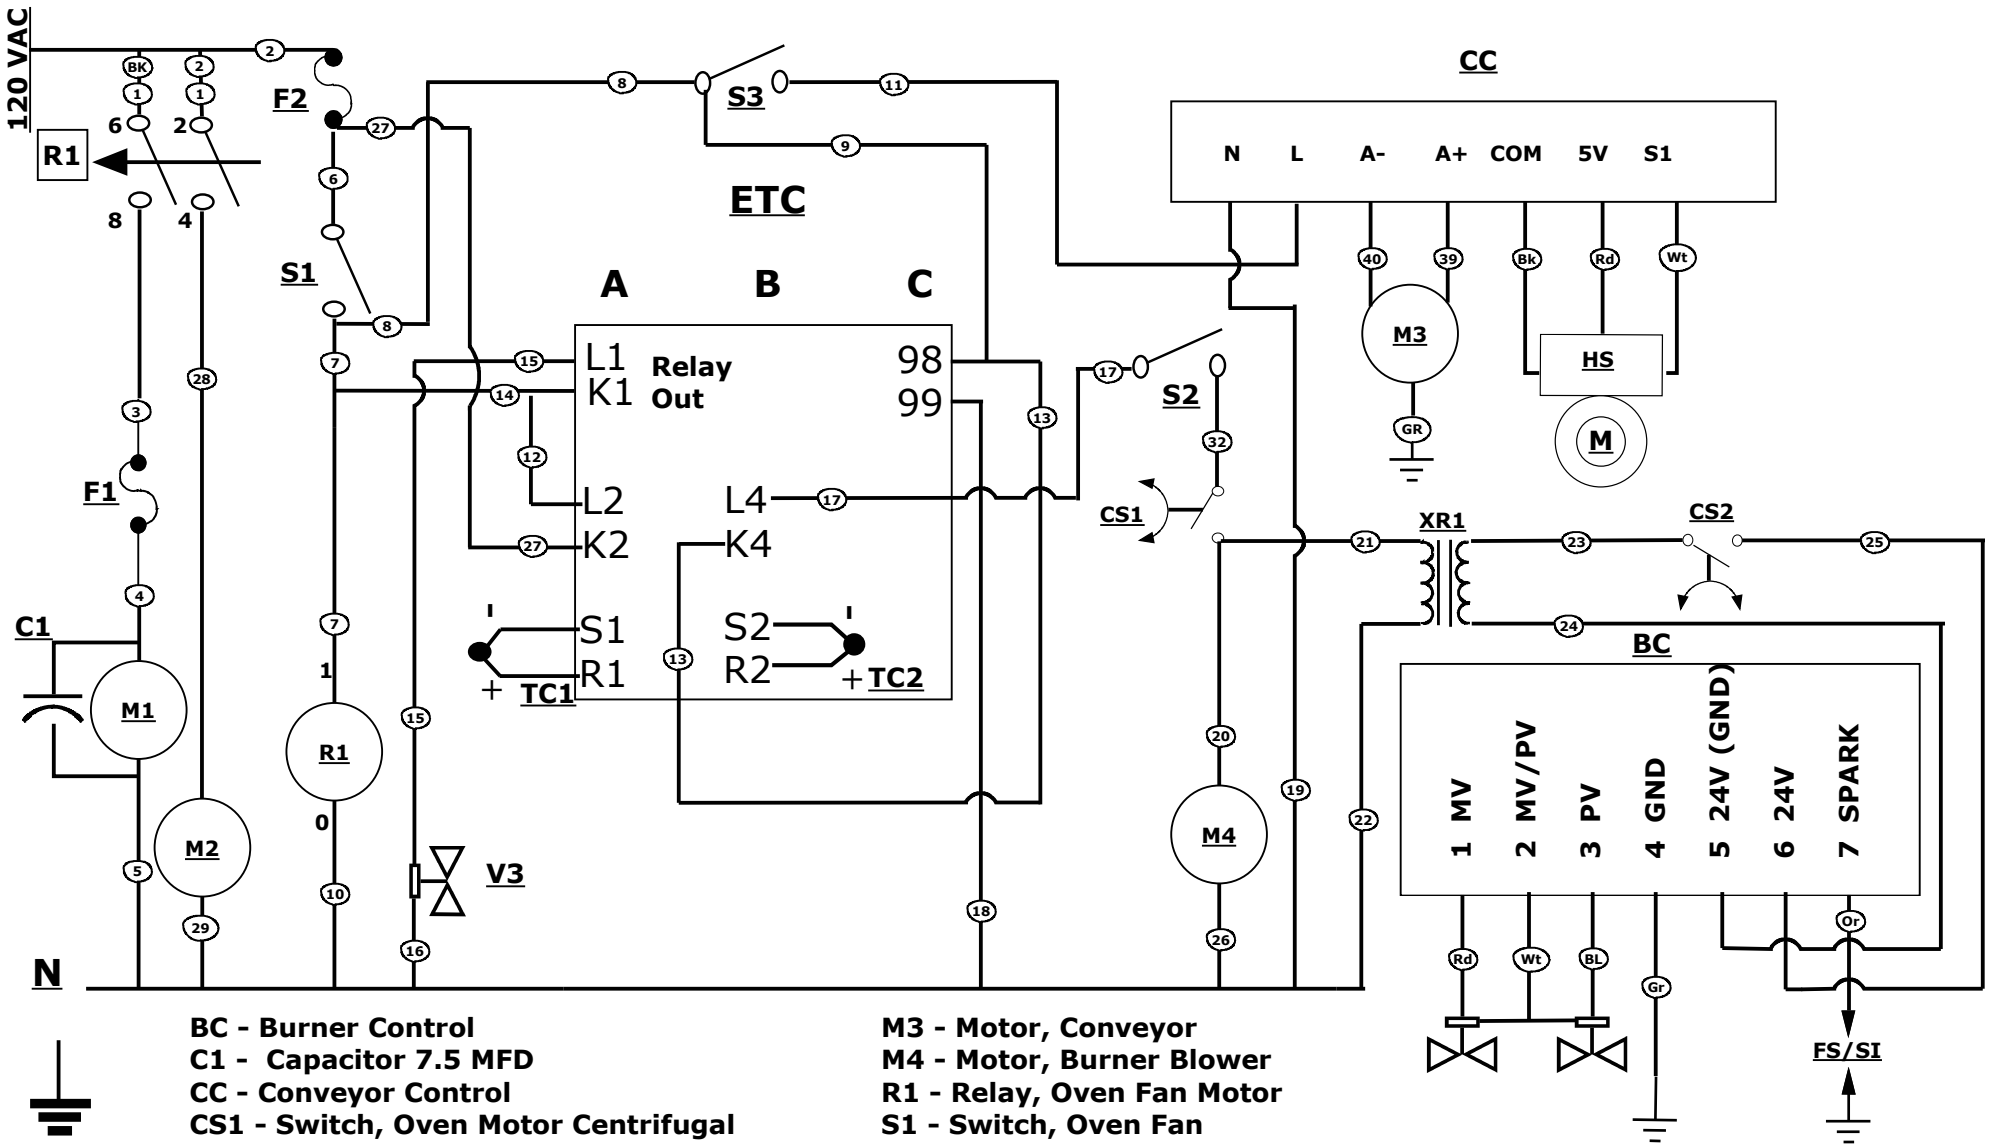 120 VAC
2
BK
2
1
1
6
2
R1
8
4
F2
27
6
S1
8
7
8
S3
11
9
ETC
A
B
C
CC
N L A- A+ COM 5V S1
40
39
Bk
Rd
Wt
M3
GR
HS
M
L1
K1
Relay
Out
98
99
15
14
12
L2
K2
27
L4
K4
17
13
S1
R1
TC1
-
+
S2
R2
TC2
-
+
13
17
S2
32
CS1
28
3
F1
4
C1
M1
5
M2
29
7
1
R1
0
10
15
V3
16
18
20
M4
26
19
21
22
XR1
23
24
CS2
25
BC
1 MV
2 MV/PV
3 PV
4 GND
5 24V (GND)
6 24V
7 SPARK
Rd
Wt
BL
Gr
Or
FS/SI
N
BC - Burner Control
C1 - Capacitor 7.5 MFD
CC - Conveyor Control
CS1 - Switch, Oven Motor Centrifugal
M3 - Motor, Conveyor
M4 - Motor, Burner Blower
R1 - Relay, Oven Fan Motor
S1 - Switch, Oven Fan